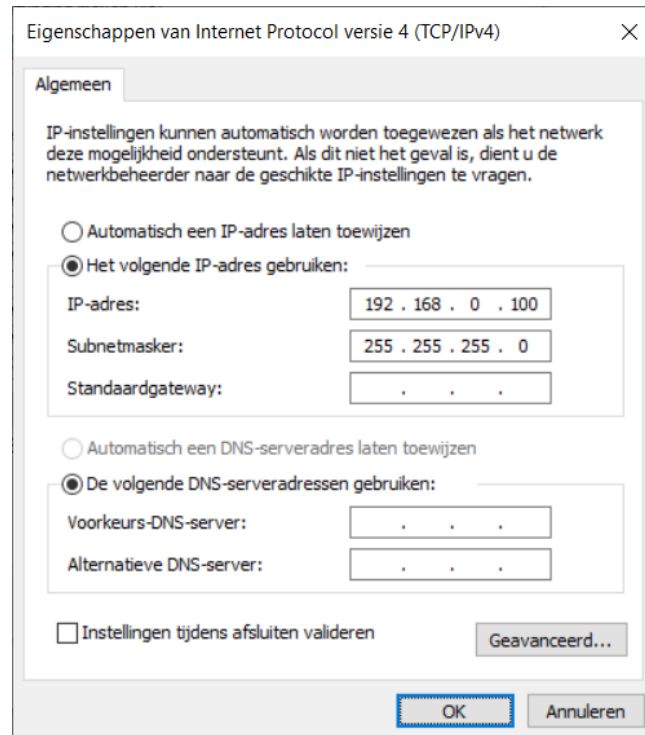 Eigenschappen van Internet Protocol versie 4 (TCP/IPv4)
Algemeen
IP-instellingen kunnen automatisch worden toegewezen als het netwerk
deze mogelijkheid ondersteunt. Als dit niet het geval is, dient u de
netwerkbeheerder naar de geschikte IP-instellingen te vragen.
Automatisch een IP-adres laten toewijzen
Het volgende IP-adres gebruiken:
IP-adres: 192 . 168 . 0 . 100
Subnetmasker: 255 . 255 . 255 . 0
Standaardgateway: . . .
Automatisch een DNS-serveradres laten toewijzen
De volgende DNS-serveradressen gebruiken:
Voorkeurs-DNS-server: . . .
Alternatieve DNS-server: . . .
Instellingen tijdens afsluiten valideren
Geavanceerd...
OK Annuleren